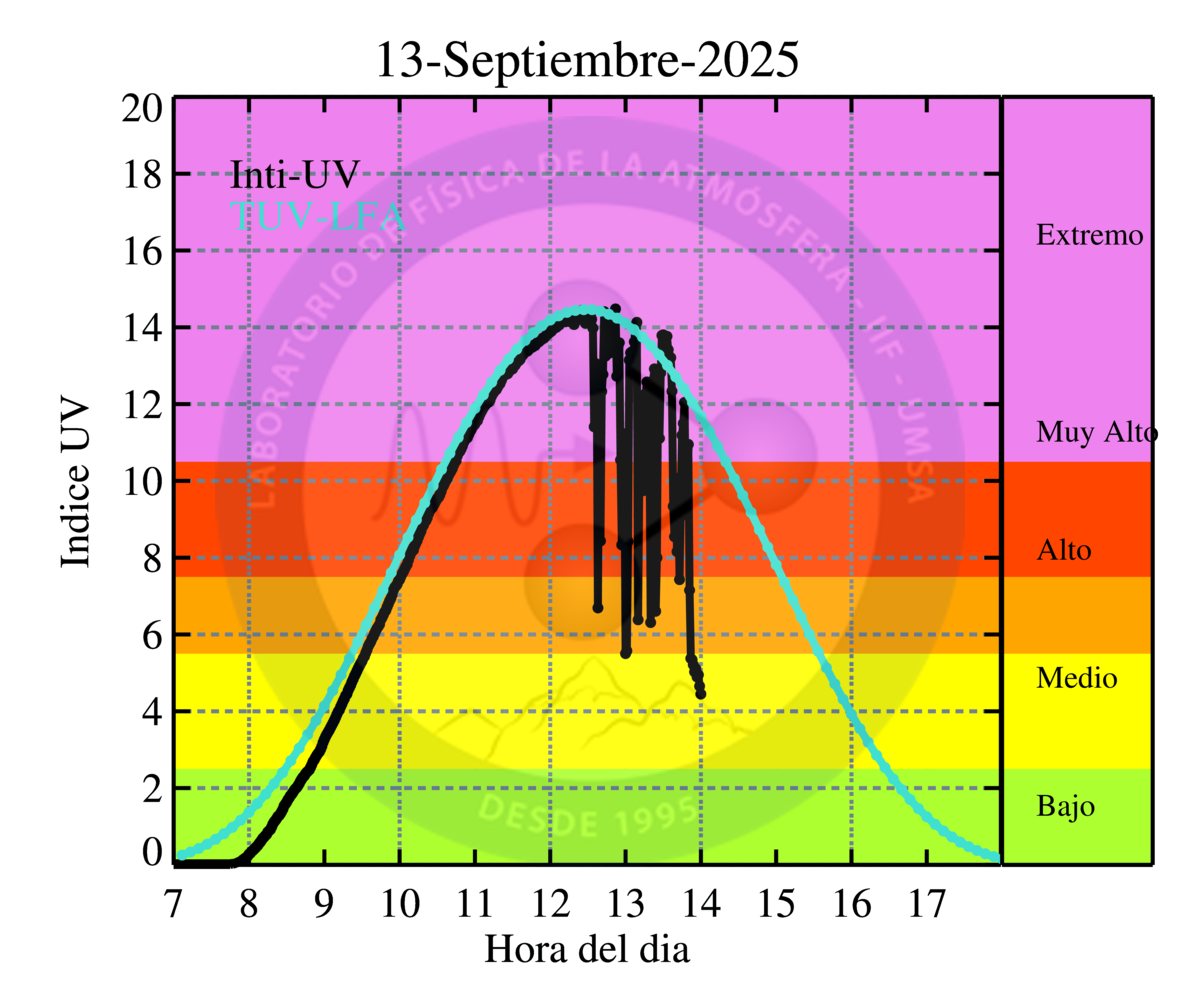 13-Septiembre-2025
20
18
16
14
12
10
8
6
4
2
0
Indice UV
Inti-UV
TUV-LFA
LABORATORIO DE FÍSICA DE LA ATMÓSFERA - IIF - UMSA
DESDE 1995
Extremo
Muy Alto
Alto
Medio
Bajo
7 8 9 10 11 12 13 14 15 16 17
Hora del dia